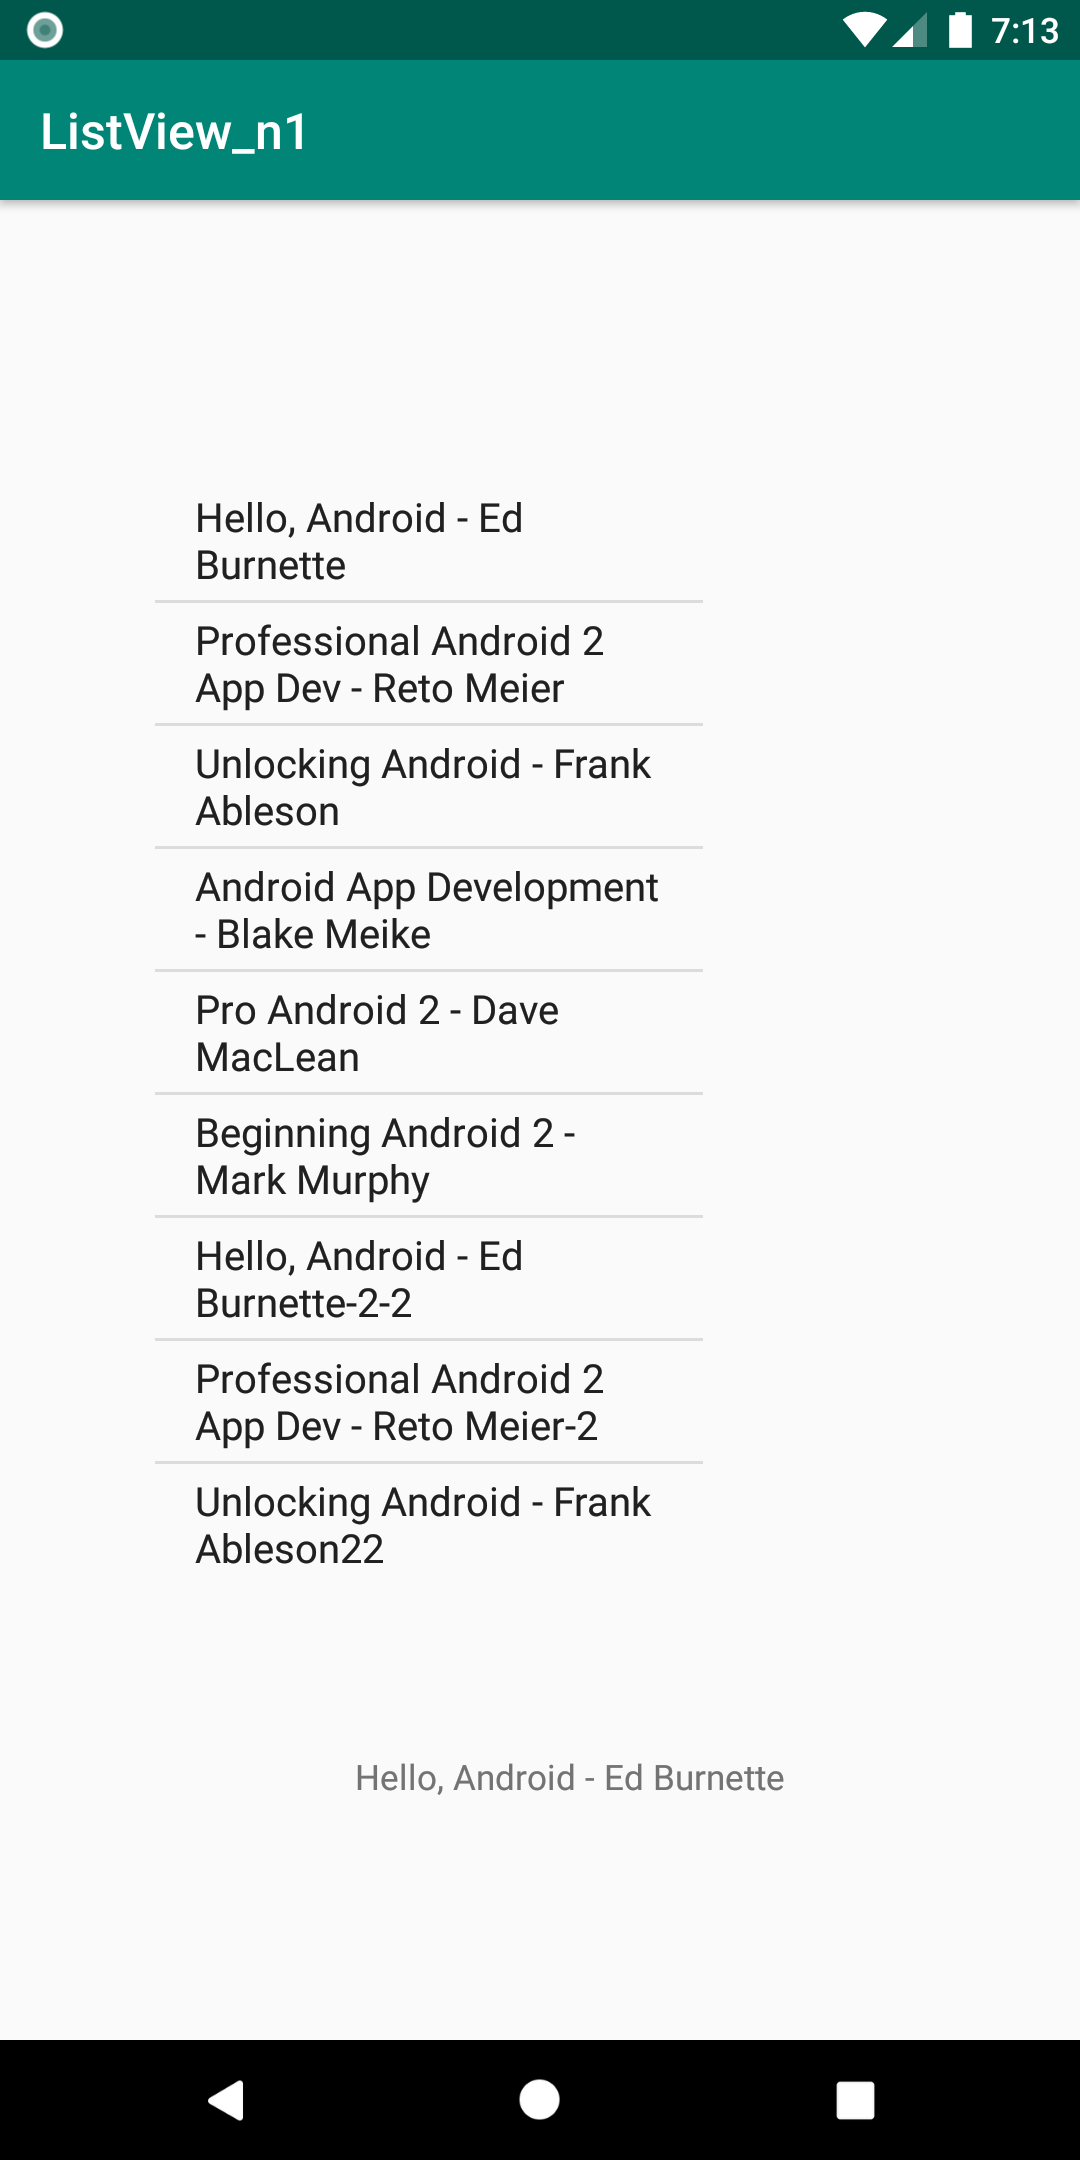 7:13
ListView_n1
Hello, Android - Ed
Burnette
Professional Android 2
App Dev - Reto Meier
Unlocking Android - Frank
Ableson
Android App Development
- Blake Meike
Pro Android 2 - Dave
MacLean
Beginning Android 2 -
Mark Murphy
Hello, Android - Ed
Burnette-2-2
Professional Android 2
App Dev - Reto Meier-2
Unlocking Android - Frank
Ableson22
Hello, Android - Ed Burnette